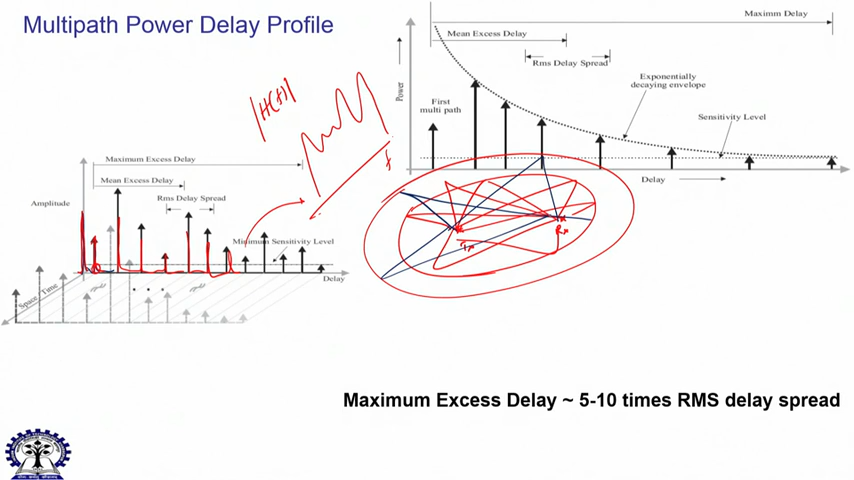 Multipath Power Delay Profile
Maximm Delay
Mean Excess Delay
Rms Delay Spread
Exponentially
decaying envelope
Power
First
multi path
Sensitivity Level
Delay
|H(f)|
f
Tx
Rx
Maximum Excess Delay
Mean Excess Delay
Amplitude
Rms Delay Spread
Minimum Sensitivity Level
Delay
Space / Time
Maximum Excess Delay ~ 5-10 times RMS delay spread